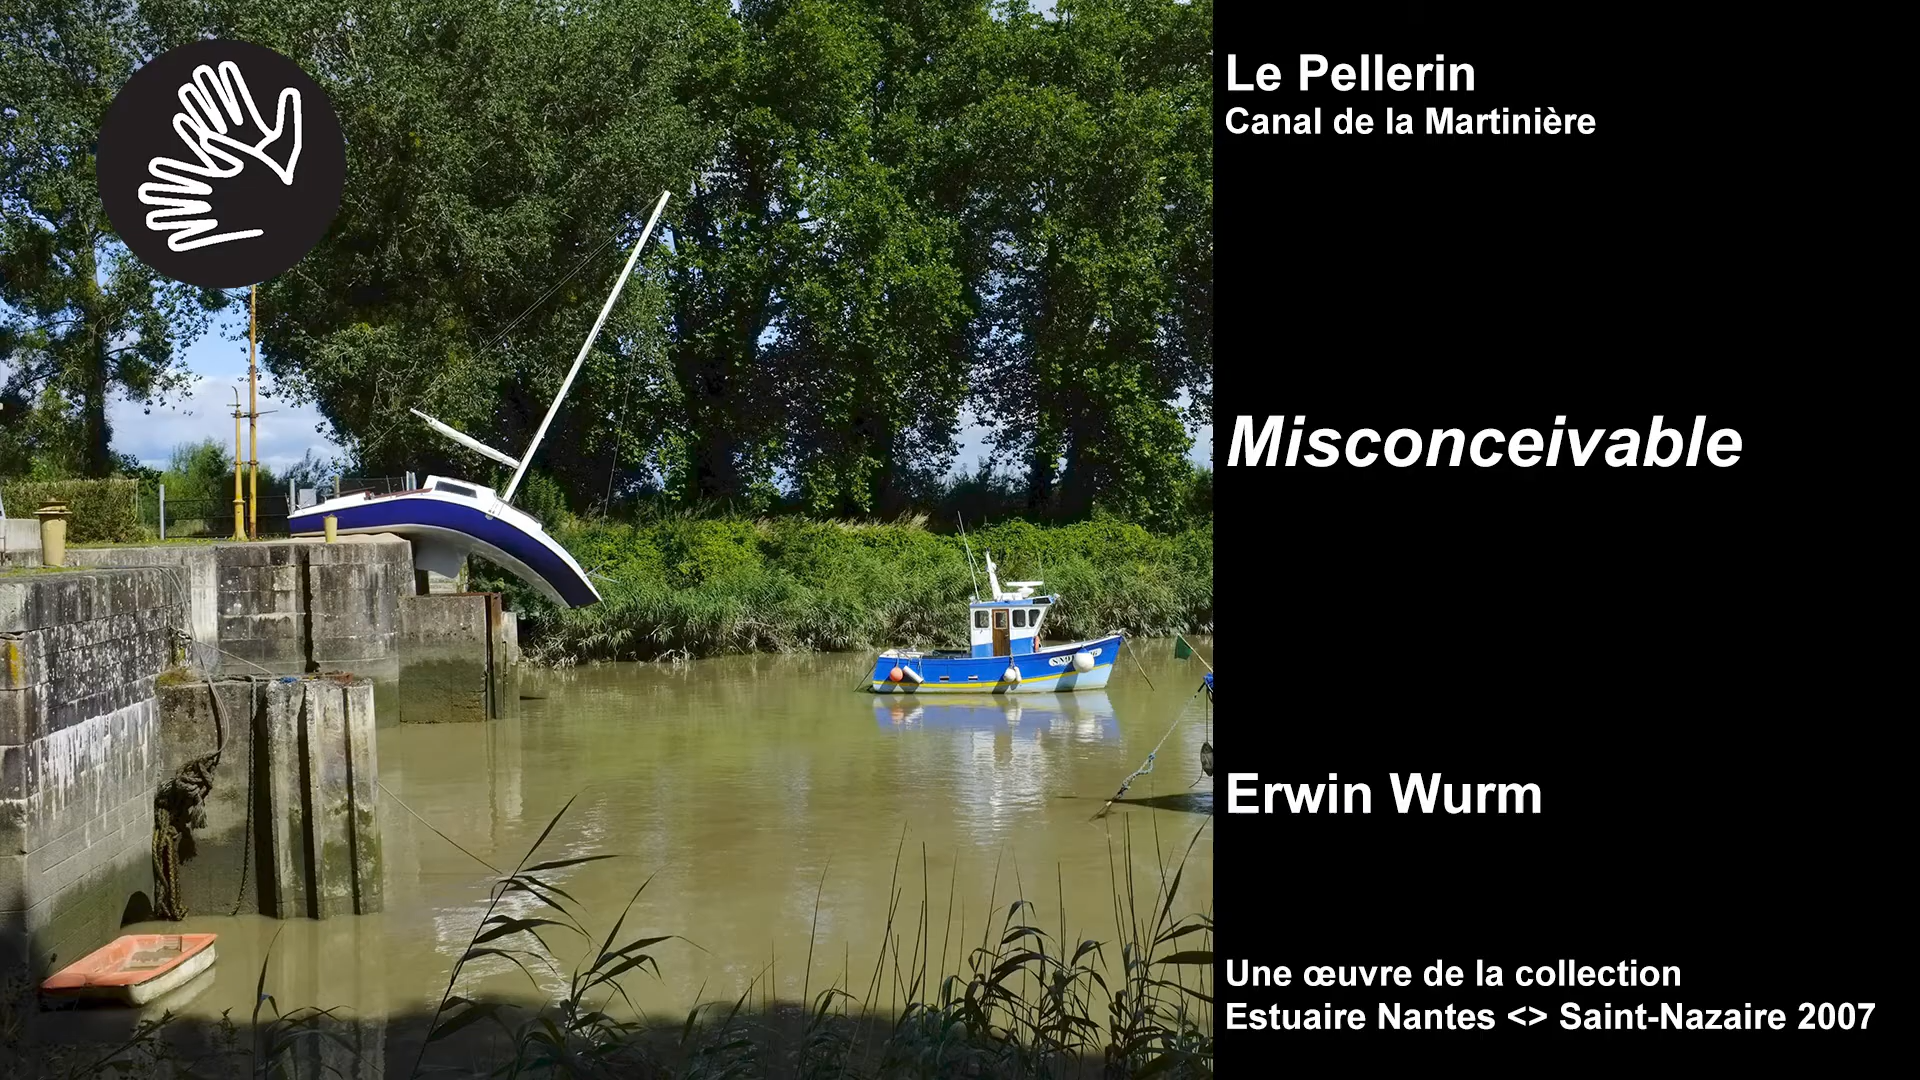 Le Pellerin
Canal de la Martinière
Misconceivable
Erwin Wurm
Une œuvre de la collection
Estuaire Nantes <> Saint-Nazaire 2007